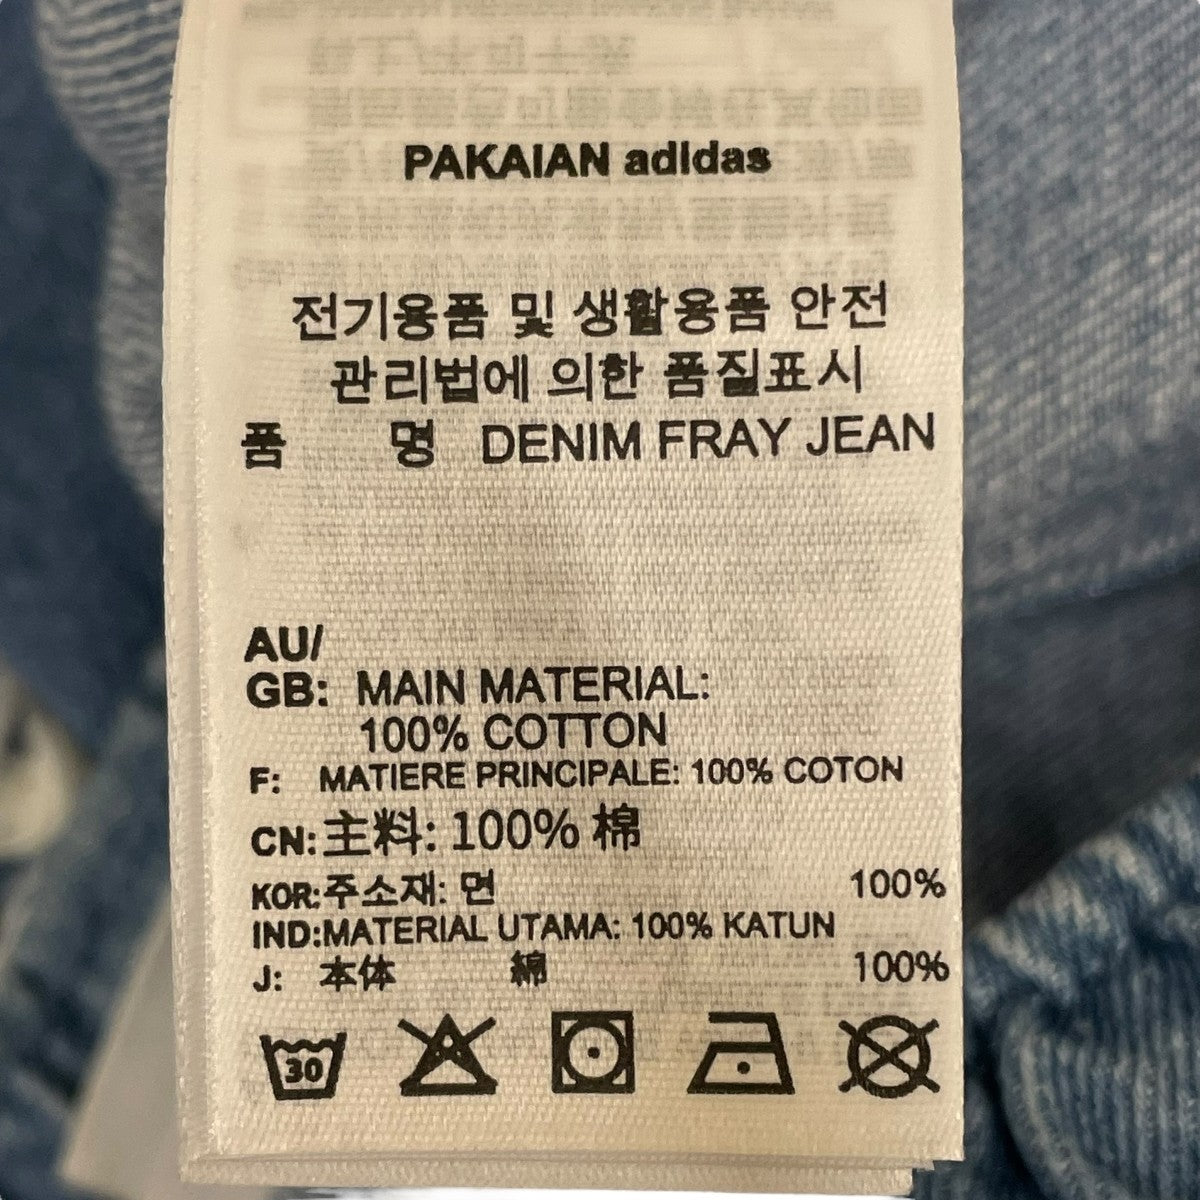 PAKAIAN adidas
전기용품 및 생활용품 안전
관리법에 의한 품질표시
품 명 DENIM FRAY JEAN
AU/
GB: MAIN MATERIAL:
100% COTTON
F: MATIERE PRINCIPALE: 100% COTON
CN: 主料: 100% 棉
KOR: 주소재: 면 100%
IND: MATERIAL UTAMA: 100% KATUN
J: 本体 綿 100%
30